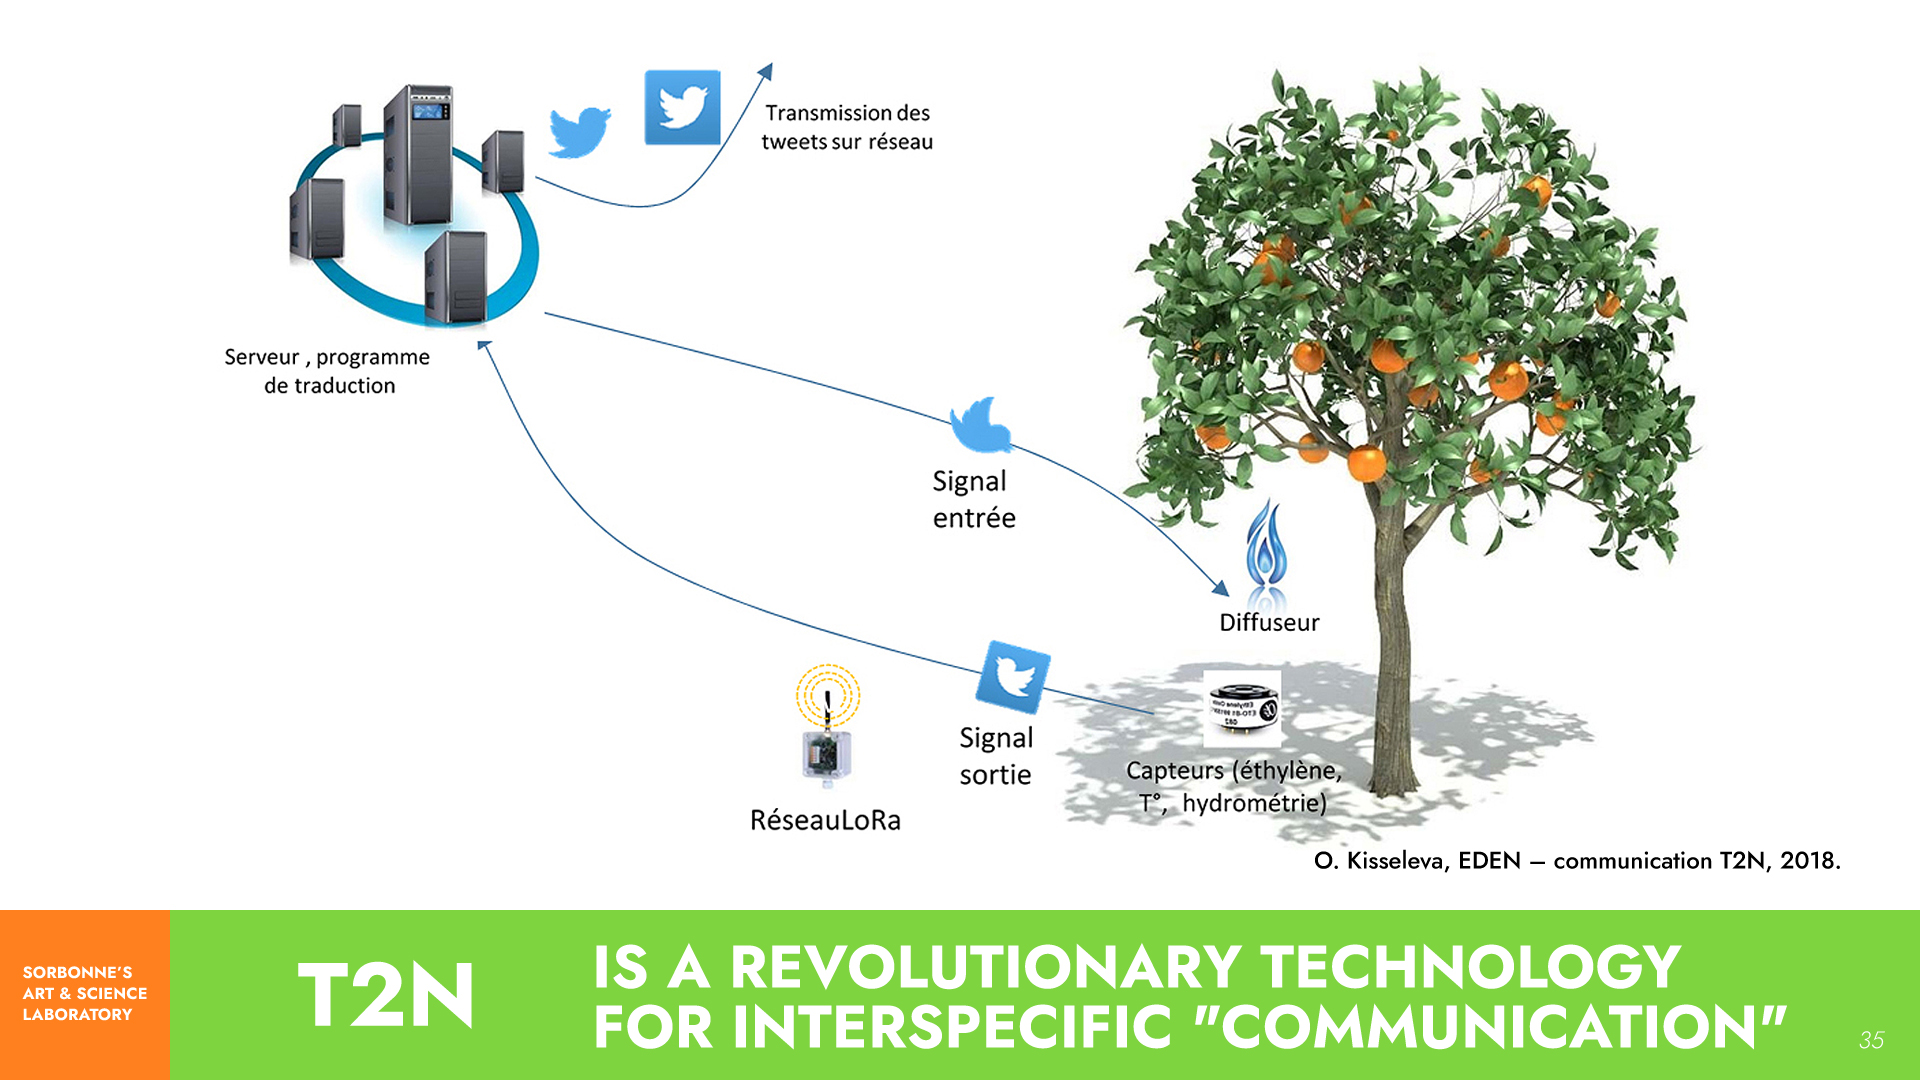 Transmission des
tweets sur réseau
Serveur , programme
de traduction
Signal
entrée
Diffuseur
Signal
sortie
RéseauLoRa
Capteurs (éthylène,
T°, hydrométrie)
O. Kisseleva, EDEN – communication T2N, 2018.
SORBONNE'S
ART & SCIENCE
LABORATORY
T2N
IS A REVOLUTIONARY TECHNOLOGY
FOR INTERSPECIFIC "COMMUNICATION"
35